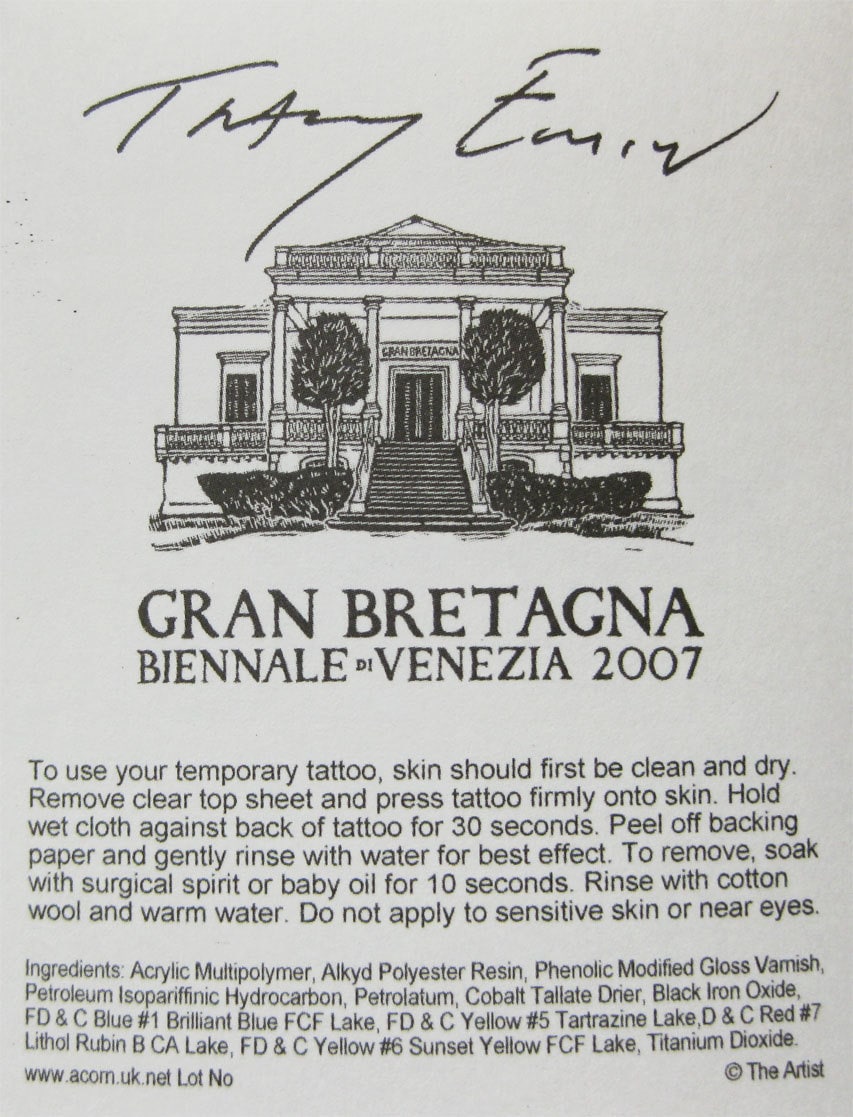 Tracey Emin
GRAN BRETAGNA
GRAN BRETAGNA
BIENNALE DI VENEZIA 2007
To use your temporary tattoo, skin should first be clean and dry.
Remove clear top sheet and press tattoo firmly onto skin. Hold
wet cloth against back of tattoo for 30 seconds. Peel off backing
paper and gently rinse with water for best effect. To remove, soak
with surgical spirit or baby oil for 10 seconds. Rinse with cotton
wool and warm water. Do not apply to sensitive skin or near eyes.
Ingredients: Acrylic Multipolymer, Alkyd Polyester Resin, Phenolic Modified Gloss Varnish,
Petroleum Isopariffinic Hydrocarbon, Petrolatum, Cobalt Tallate Drier, Black Iron Oxide,
FD & C Blue #1 Brilliant Blue FCF Lake, FD & C Yellow #5 Tartrazine Lake,D & C Red #7
Lithol Rubin B CA Lake, FD & C Yellow #6 Sunset Yellow FCF Lake, Titanium Dioxide.
www.acorn.uk.net Lot No © The Artist